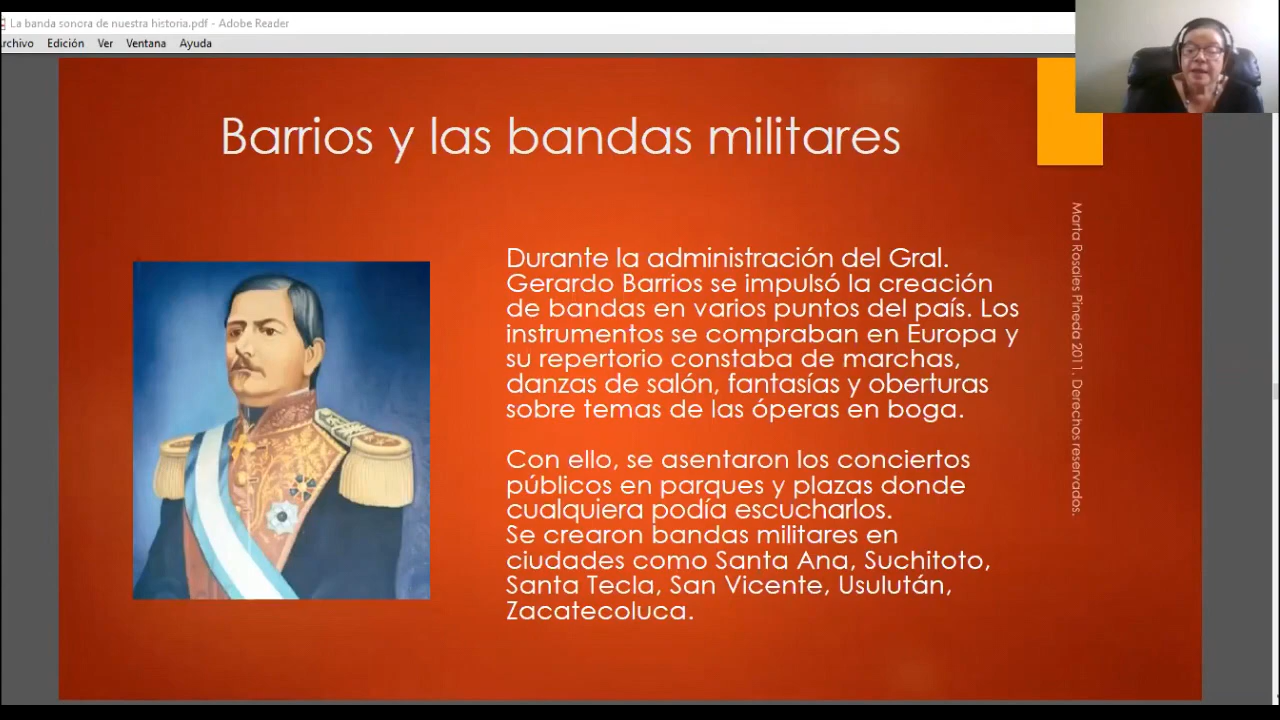 La banda sonora de nuestra historia.pdf - Adobe Reader
rchivo Edición Ver Ventana Ayuda
Barrios y las bandas militares
Durante la administración del Gral.
Gerardo Barrios se impulsó la creación
de bandas en varios puntos del país. Los
instrumentos se compraban en Europa y
su repertorio constaba de marchas,
danzas de salón, fantasías y oberturas
sobre temas de las óperas en boga.
Con ello, se asentaron los conciertos
públicos en parques y plazas donde
cualquiera podía escucharlos.
Se crearon bandas militares en
ciudades como Santa Ana, Suchitoto,
Santa Tecla, San Vicente, Usulután,
Zacatecoluca.
Marta Rosales Pineda 2011. Derechos reservados.